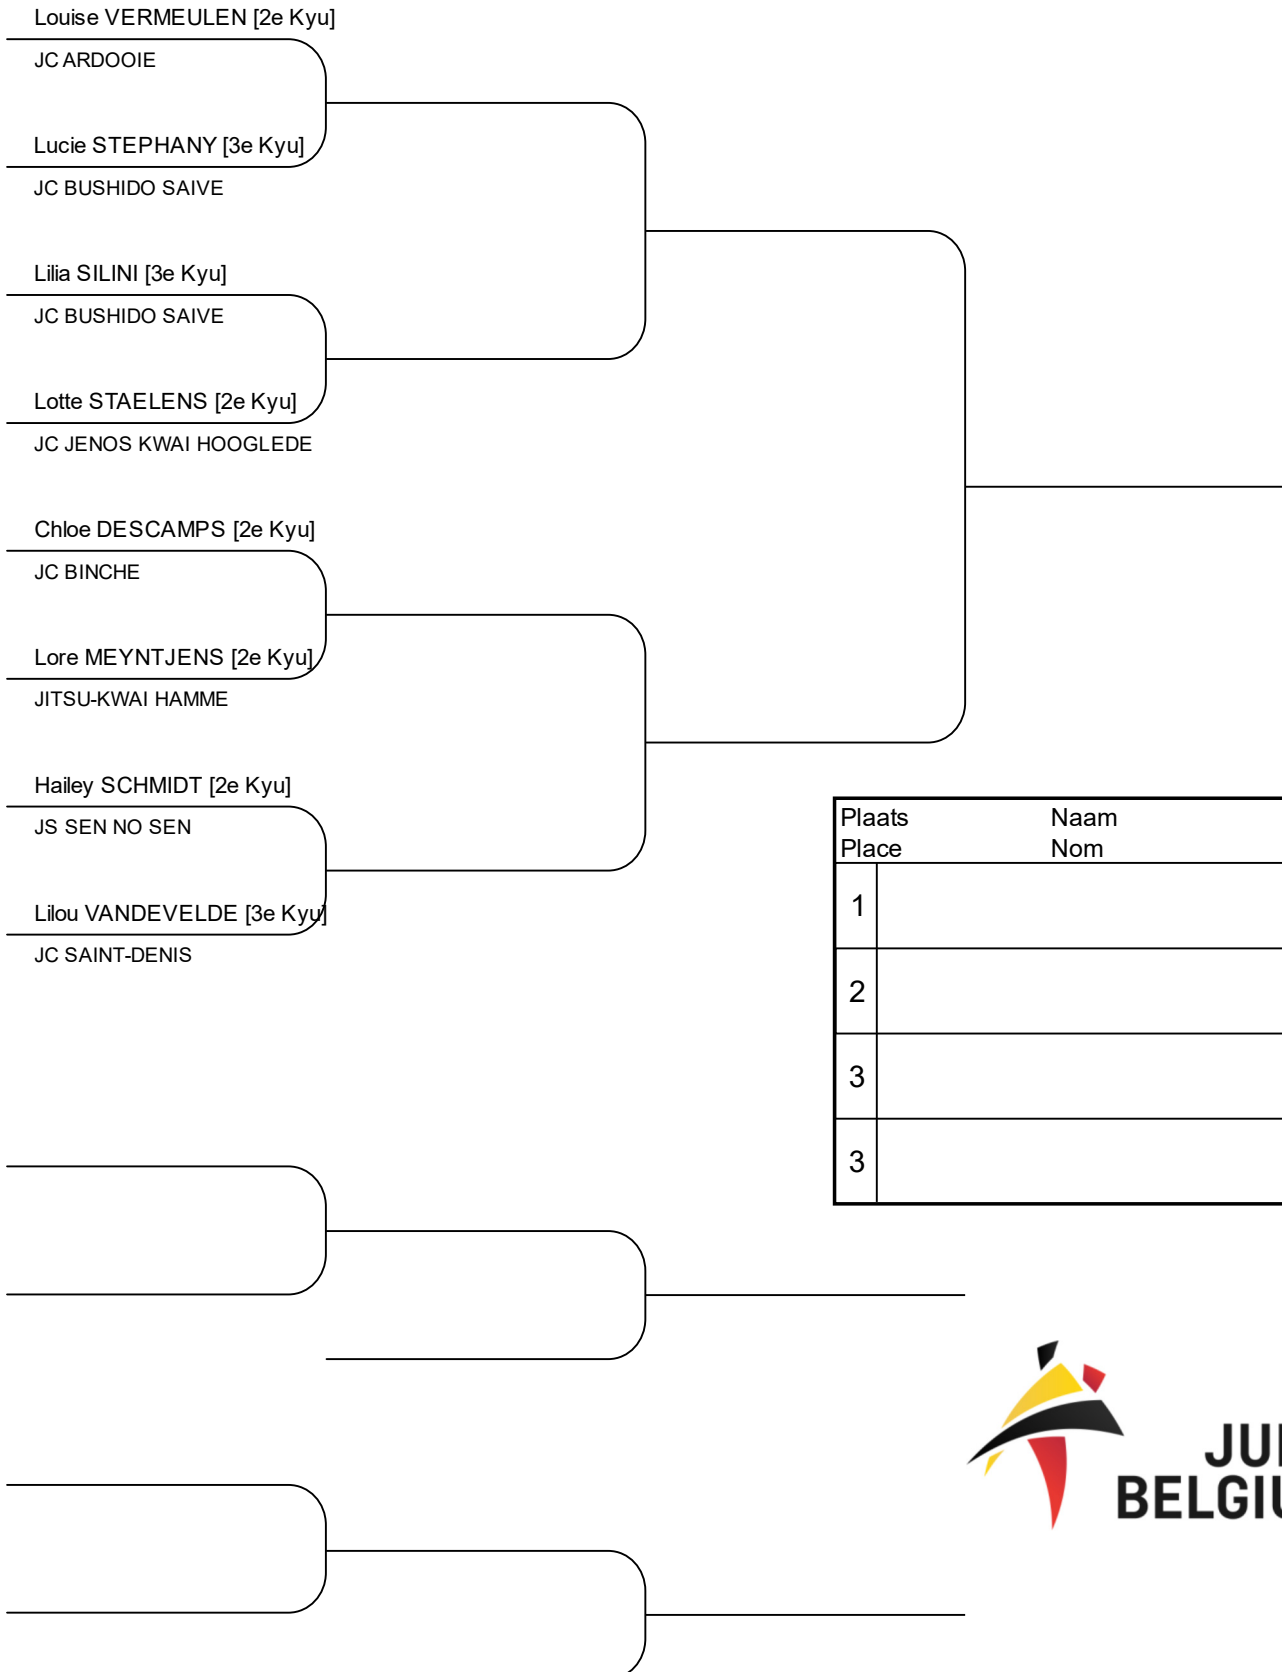 Louise VERMEULEN [2e Kyu]
JC ARDOOIE
Lucie STEPHANY [3e Kyu]
JC BUSHIDO SAIVE
Lilia SILINI [3e Kyu]
JC BUSHIDO SAIVE
Lotte STAELENS [2e Kyu]
JC JENOS KWAI HOOGLEDE
Chloe DESCAMPS [2e Kyu]
JC BINCHE
Lore MEYNTJENS [2e Kyu]
JITSU-KWAI HAMME
Hailey SCHMIDT [2e Kyu]
JS SEN NO SEN
Lilou VANDEVELDE [3e Kyu]
JC SAINT-DENIS
Plaats Naam
Place Nom
1
2
3
3